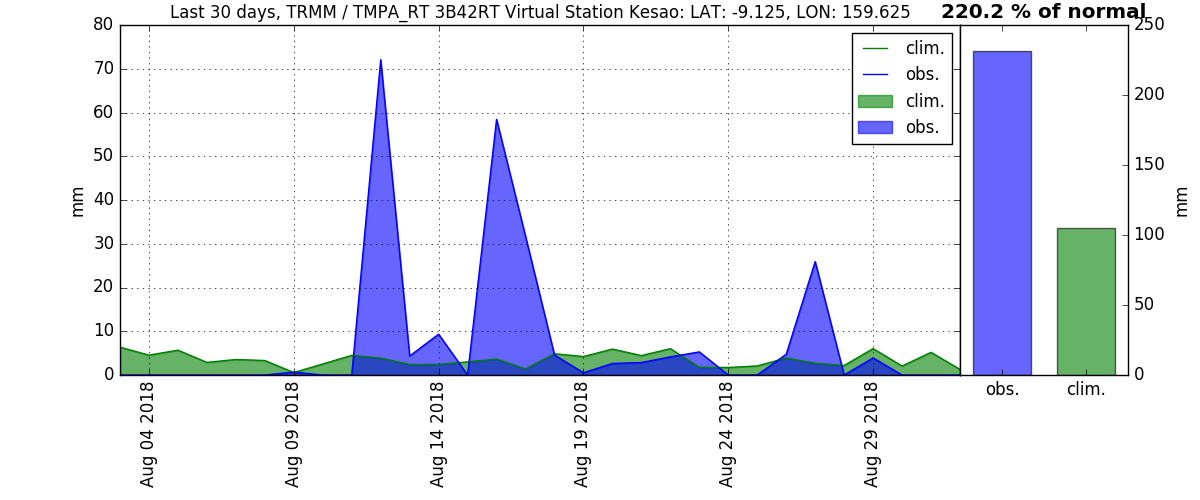 Last 30 days, TRMM / TMPA_RT 3B42RT Virtual Station Kesao: LAT: -9.125, LON: 159.625
220.2 % of normal
80
70
60
50
40
30
20
10
0
mm
clim.
obs.
clim.
obs.
Aug 04 2018
Aug 09 2018
Aug 14 2018
Aug 19 2018
Aug 24 2018
Aug 29 2018
250
200
150
100
50
0
mm
obs.
clim.